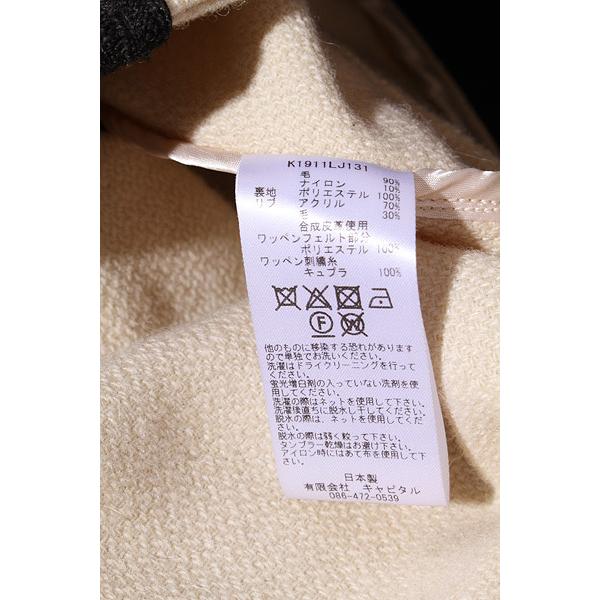 K1911LJ131
毛 90%
ナイロン 10%
裏地 ポリエステル 100%
リブ アクリル 70%
毛 30%
合成皮革使用
ワッペンフェルト部分
ポリエステル 100%
ワッペン刺繍糸
キュプラ 100%
F W
他のものに移染する恐れがあります
ので単独でお洗い下さい。
洗濯はドライクリーニングを行って
ください。
蛍光増白剤の入っていない洗剤を使
用してください。
洗濯の際はネットを使用して下さい。
洗濯後直ちに脱水し干してください。
脱水の際は、ネットを使用してくださ
い。
脱水の際は弱く絞って下さい。
タンブラー乾燥はお避け下さい。
アイロン時にはあて布を使用して下
さい。
日本製
有限会社 キャピタル
086-472-0539